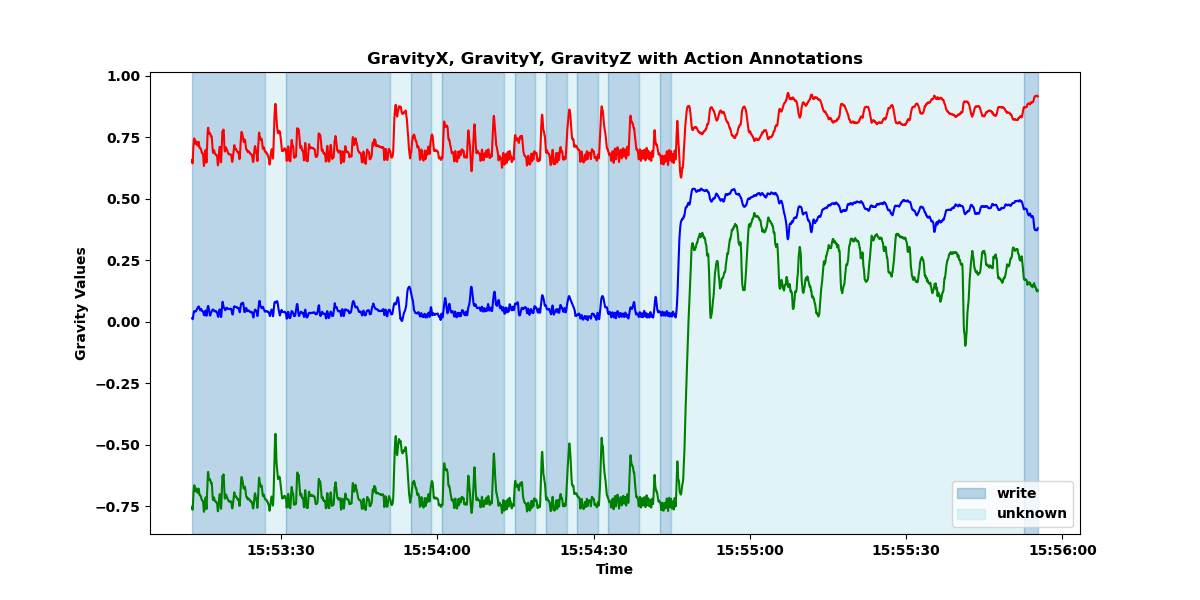 GravityX, GravityY, GravityZ with Action Annotations
1.00
0.75
0.50
0.25
0.00
−0.25
−0.50
−0.75
Gravity Values
write
unknown
15:53:30 15:54:00 15:54:30 15:55:00 15:55:30 15:56:00
Time